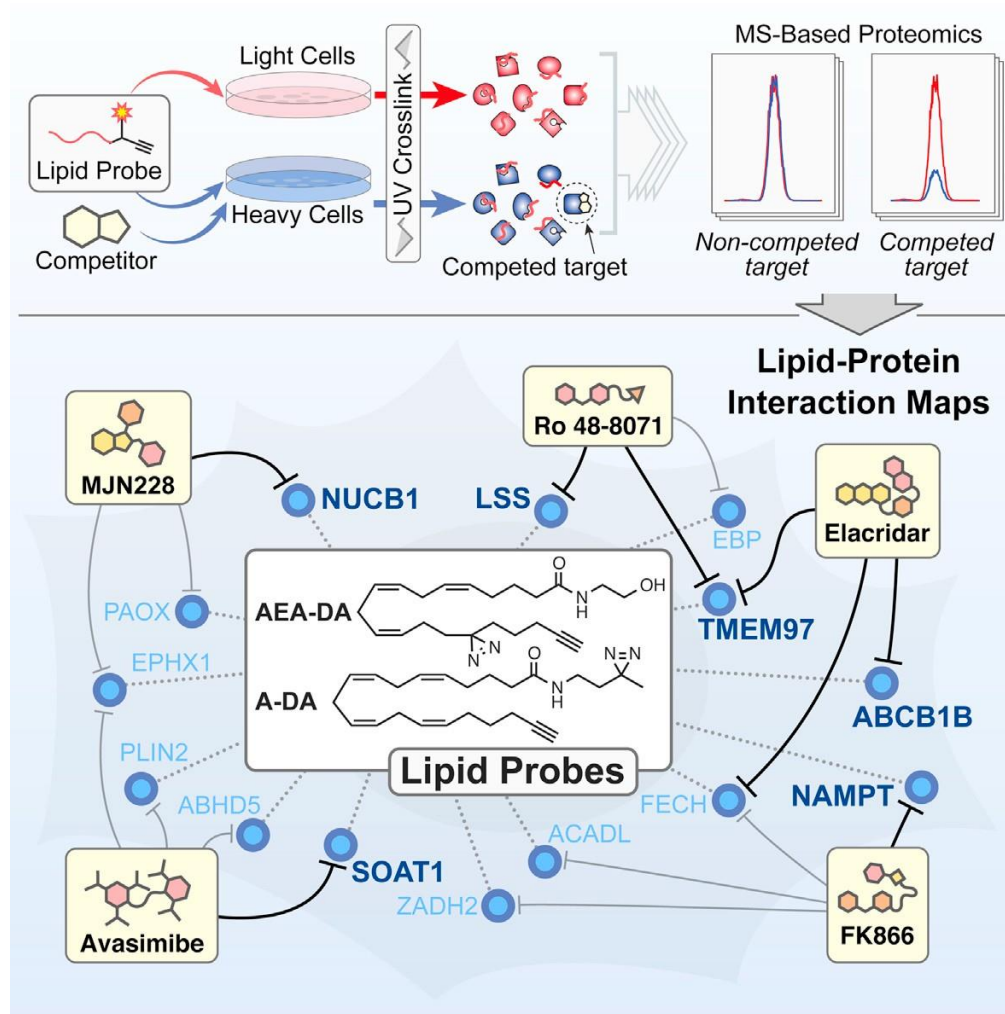 Light Cells
Lipid Probe
Heavy Cells
Competitor
UV Crosslink
Competed target
MS-Based Proteomics
Non-competed
target
Competed
target
Lipid-Protein
Interaction Maps
MJN228
NUCB1
Ro 48-8071
LSS
EBP
Elacridar
PAOX
EPHX1
TMEM97
ABCB1B
AEA-DA
O
N
H
OH
N
N
A-DA
O
N
H
N
N
Lipid Probes
PLIN2
ABHD5
SOAT1
ZADH2
ACADL
FECH
NAMPT
Avasimibe
FK866